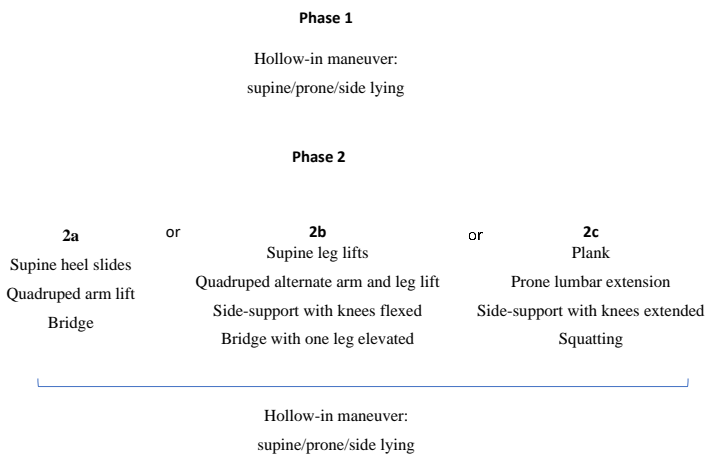 Phase 1
Hollow-in maneuver:
supine/prone/side lying
Phase 2
2a
Supine heel slides
Quadruped arm lift
Bridge
or
2b
Supine leg lifts
Quadruped alternate arm and leg lift
Side-support with knees flexed
Bridge with one leg elevated
or
2c
Plank
Prone lumbar extension
Side-support with knees extended
Squatting
Hollow-in maneuver:
supine/prone/side lying